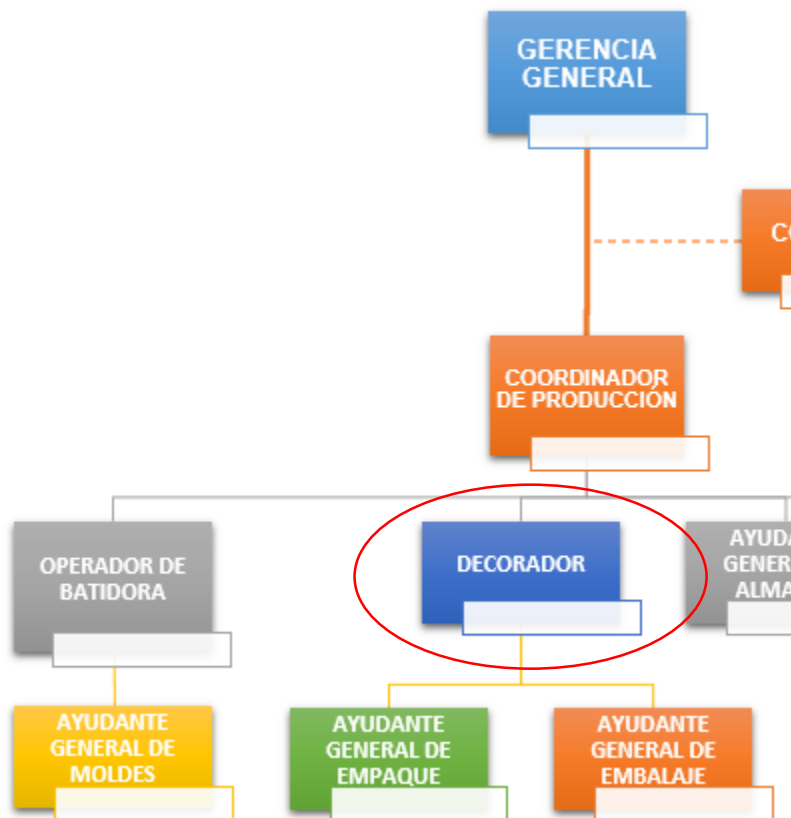 GERENCIA
GENERAL
COORDINADOR
DE PRODUCCIÓN
OPERADOR DE
BATIDORA
DECORADOR
AYUDANTE
GENERAL DE
MOLDES
AYUDANTE
GENERAL DE
EMPAQUE
AYUDANTE
GENERAL DE
EMBALAJE